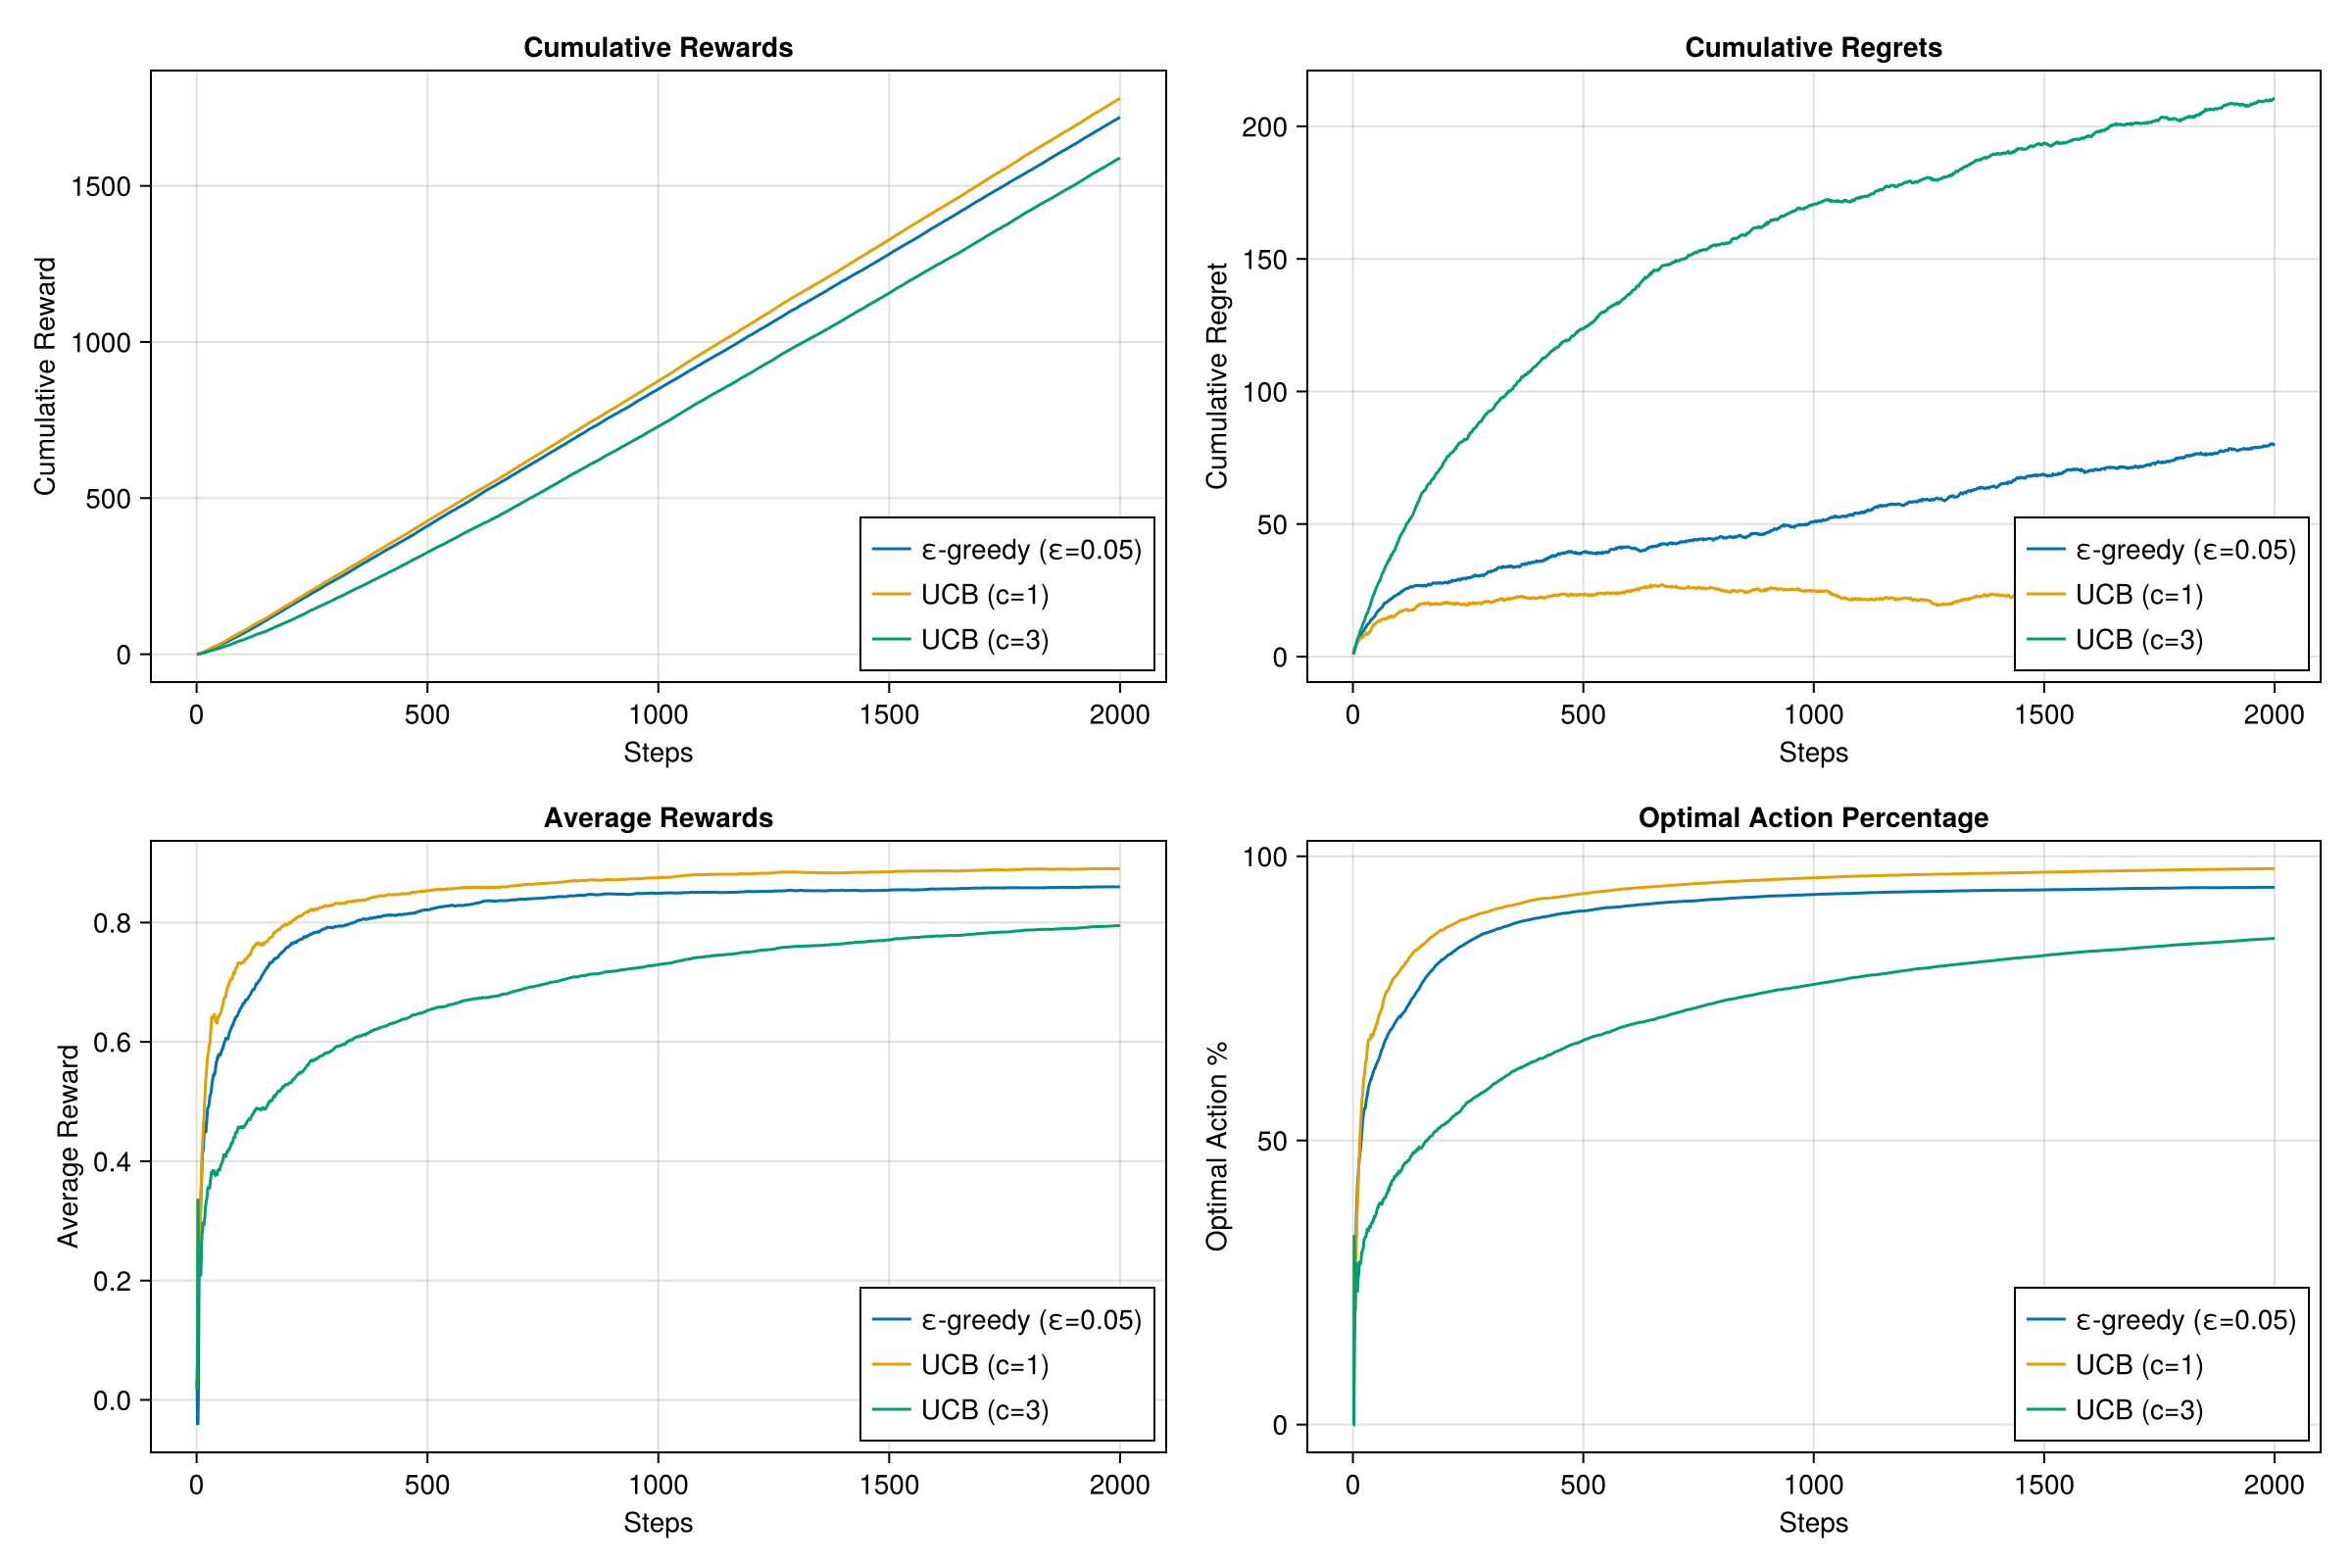 Cumulative Rewards
Cumulative Reward
1500
1000
500
0
0
500
1000
1500
2000
Steps
ε-greedy (ε=0.05)
UCB (c=1)
UCB (c=3)
Cumulative Regrets
Cumulative Regret
200
150
100
50
0
0
500
1000
1500
2000
Steps
ε-greedy (ε=0.05)
UCB (c=1)
UCB (c=3)
Average Rewards
Average Reward
0.8
0.6
0.4
0.2
0.0
0
500
1000
1500
2000
Steps
ε-greedy (ε=0.05)
UCB (c=1)
UCB (c=3)
Optimal Action Percentage
Optimal Action %
100
50
0
0
500
1000
1500
2000
Steps
ε-greedy (ε=0.05)
UCB (c=1)
UCB (c=3)